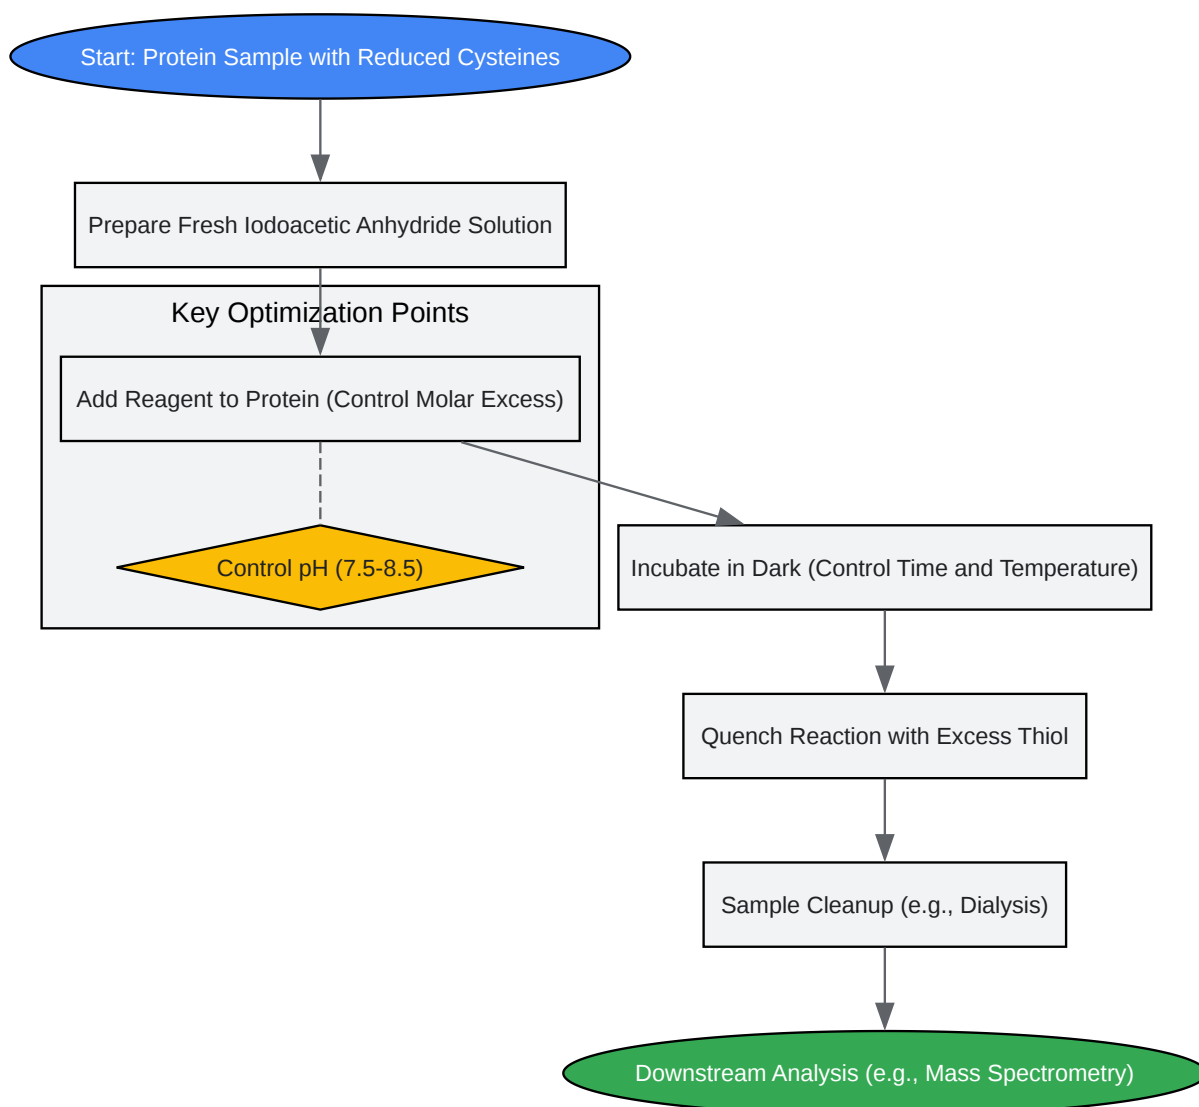 Start: Protein Sample with Reduced Cysteines
Prepare Fresh Iodoacetic Anhydride Solution
Key Optimization Points
Add Reagent to Protein (Control Molar Excess)
Control pH (7.5-8.5)
Incubate in Dark (Control Time and Temperature)
Quench Reaction with Excess Thiol
Sample Cleanup (e.g., Dialysis)
Downstream Analysis (e.g., Mass Spectrometry)